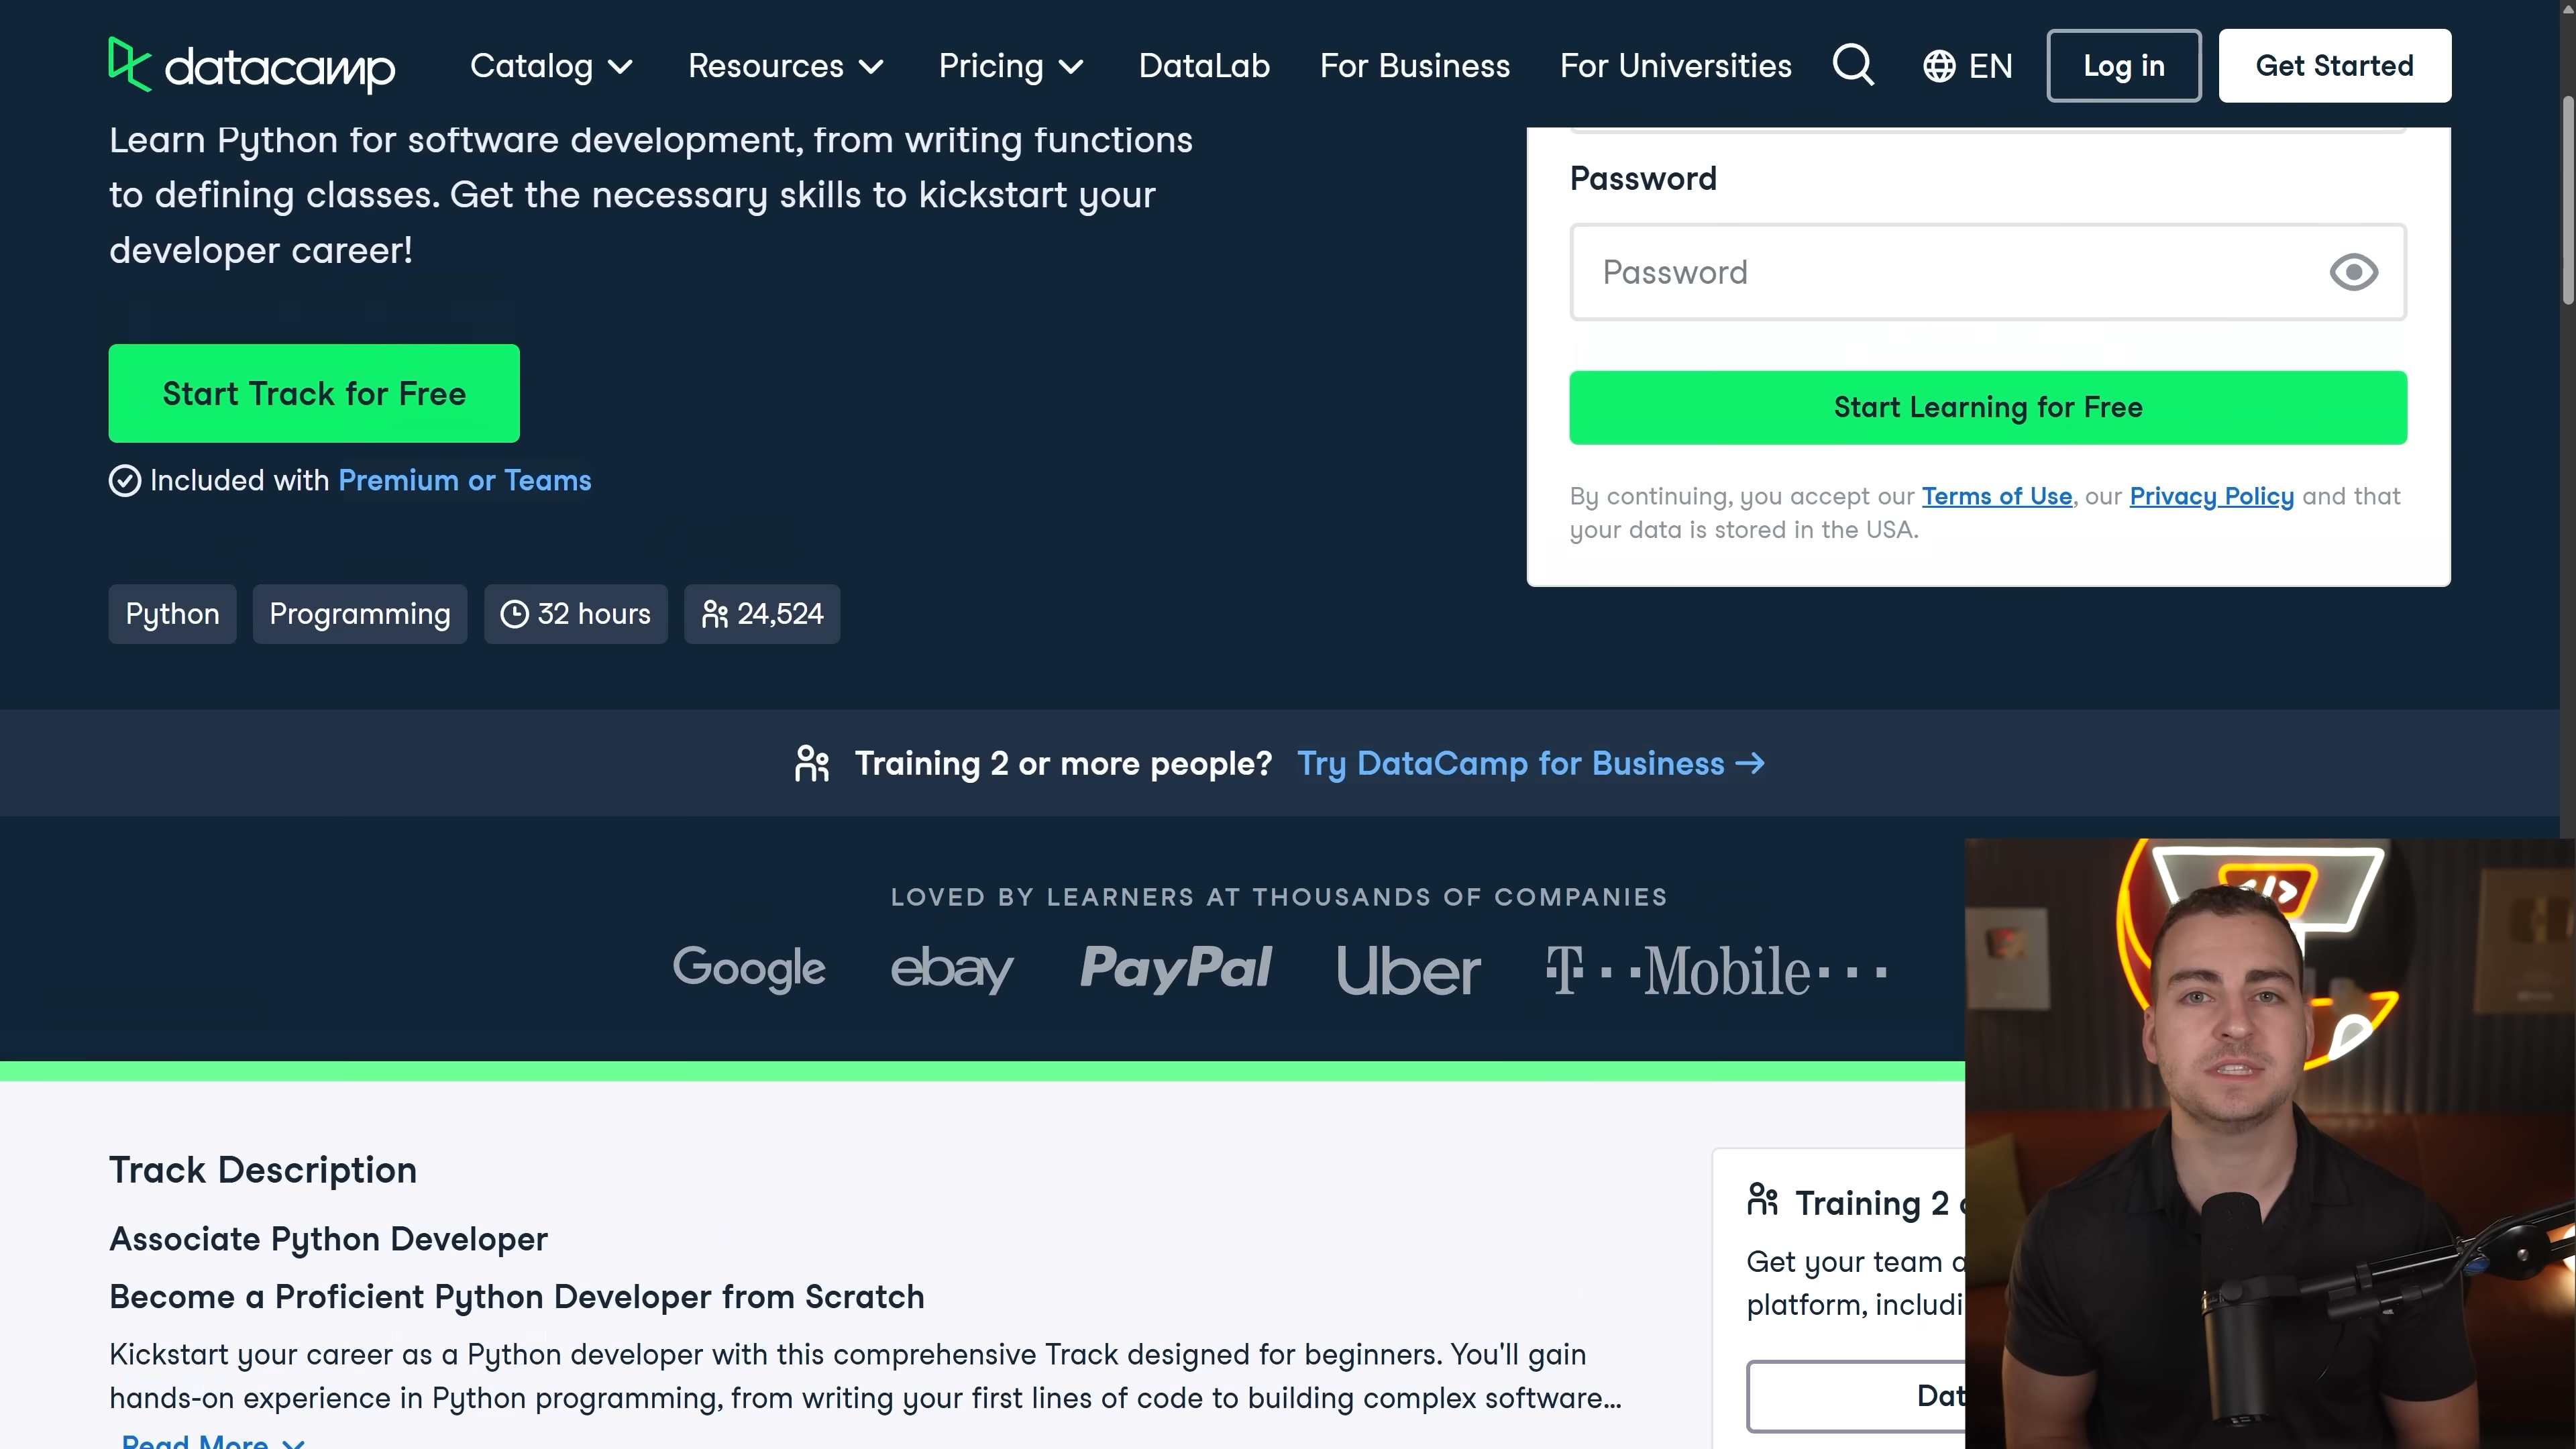 datacamp
Catalog
Resources
Pricing
DataLab
For Business
For Universities
EN
Log in
Get Started
Learn Python for software development, from writing functions
to defining classes. Get the necessary skills to kickstart your
developer career!
Start Track for Free
Included with Premium or Teams
Python
Programming
32 hours
24,524
Password
Password
Start Learning for Free
By continuing, you accept our Terms of Use, our Privacy Policy and that
your data is stored in the USA.
Training 2 or more people? Try DataCamp for Business →
LOVED BY LEARNERS AT THOUSANDS OF COMPANIES
Google
ebay
PayPal
Uber
T··Mobile···
</>
Track Description
Associate Python Developer
Become a Proficient Python Developer from Scratch
Kickstart your career as a Python developer with this comprehensive Track designed for beginners. You'll gain
hands-on experience in Python programming, from writing your first lines of code to building complex software...
Read More
Training 2
Get your team
platform, includi
Dat